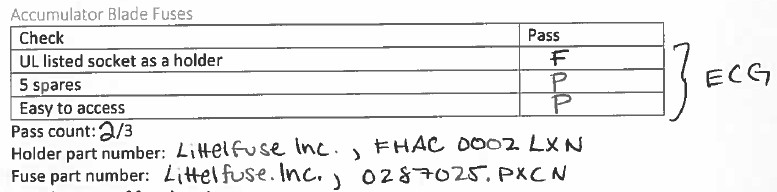 Accumulator Blade Fuses
Check Pass
UL listed socket as a holder F
5 spares P
Easy to access P
ECG
Pass count: 2/3
Holder part number: Littelfuse Inc. , FHAC 0002 LXN
Fuse part number: Littelfuse. Inc. , 0287025. PXCN